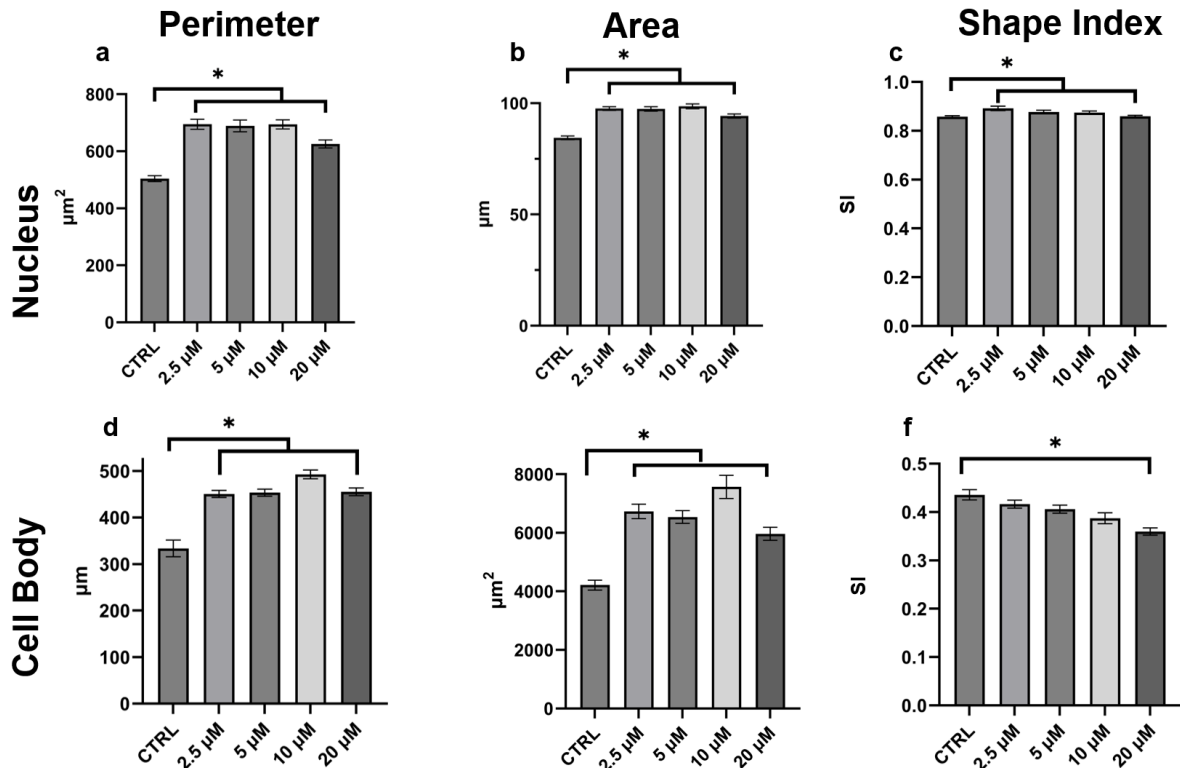 Perimeter
Area
Shape Index
Nucleus
Cell Body
a
*
800
600
400
200
0
µm²
CTRL
2.5 µM
5 µM
10 µM
20 µM
b
*
100
50
0
µm
CTRL
2.5 µM
5 µM
10 µM
20 µM
c
*
1.0
0.8
0.6
0.4
0.2
0.0
SI
CTRL
2.5 µM
5 µM
10 µM
20 µM
d
*
500
400
300
200
100
0
µm
CTRL
2.5 µM
5 µM
10 µM
20 µM
*
8000
6000
4000
2000
0
µm²
CTRL
2.5 µM
5 µM
10 µM
20 µM
f
*
0.5
0.4
0.3
0.2
0.1
0.0
SI
CTRL
2.5 µM
5 µM
10 µM
20 µM